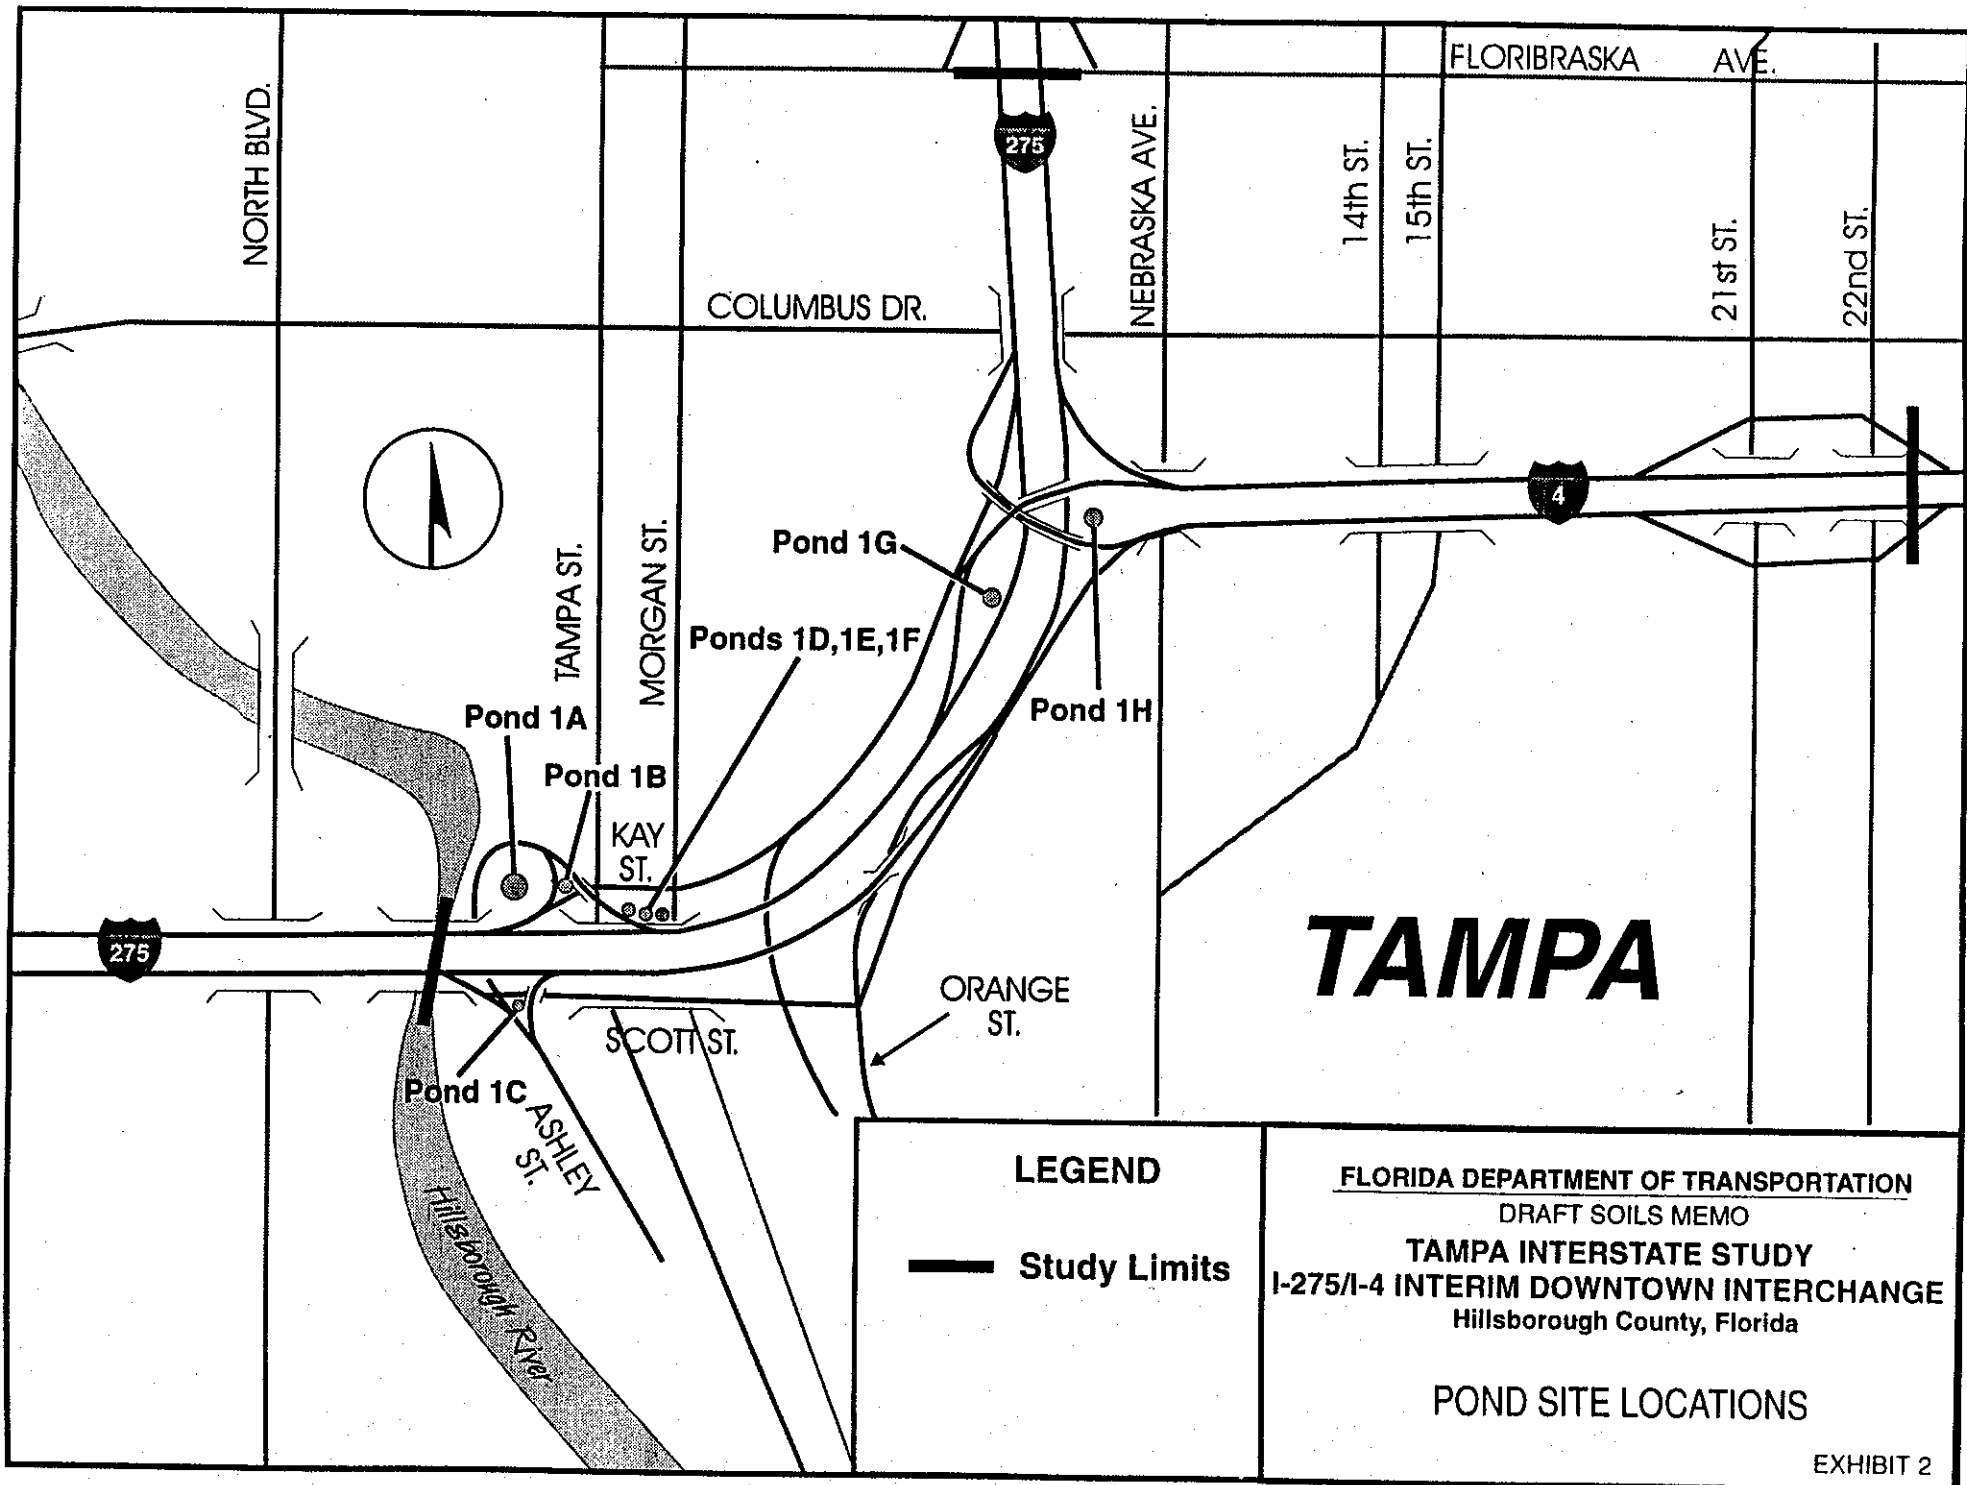 FLORIBRASKA AVE.
NORTH BLVD.
275
NEBRASKA AVE.
14th ST.
15th ST.
21st ST.
22nd ST.
COLUMBUS DR.
4
TAMPA ST.
MORGAN ST.
Pond 1G
Ponds 1D,1E,1F
Pond 1H
Pond 1A
Pond 1B
KAY
ST.
275
TAMPA
ORANGE
ST.
SCOTT ST.
Pond 1C
ASHLEY
ST.
Hillsborough River
LEGEND
Study Limits
FLORIDA DEPARTMENT OF TRANSPORTATION
DRAFT SOILS MEMO
TAMPA INTERSTATE STUDY
I-275/I-4 INTERIM DOWNTOWN INTERCHANGE
Hillsborough County, Florida
POND SITE LOCATIONS
EXHIBIT 2